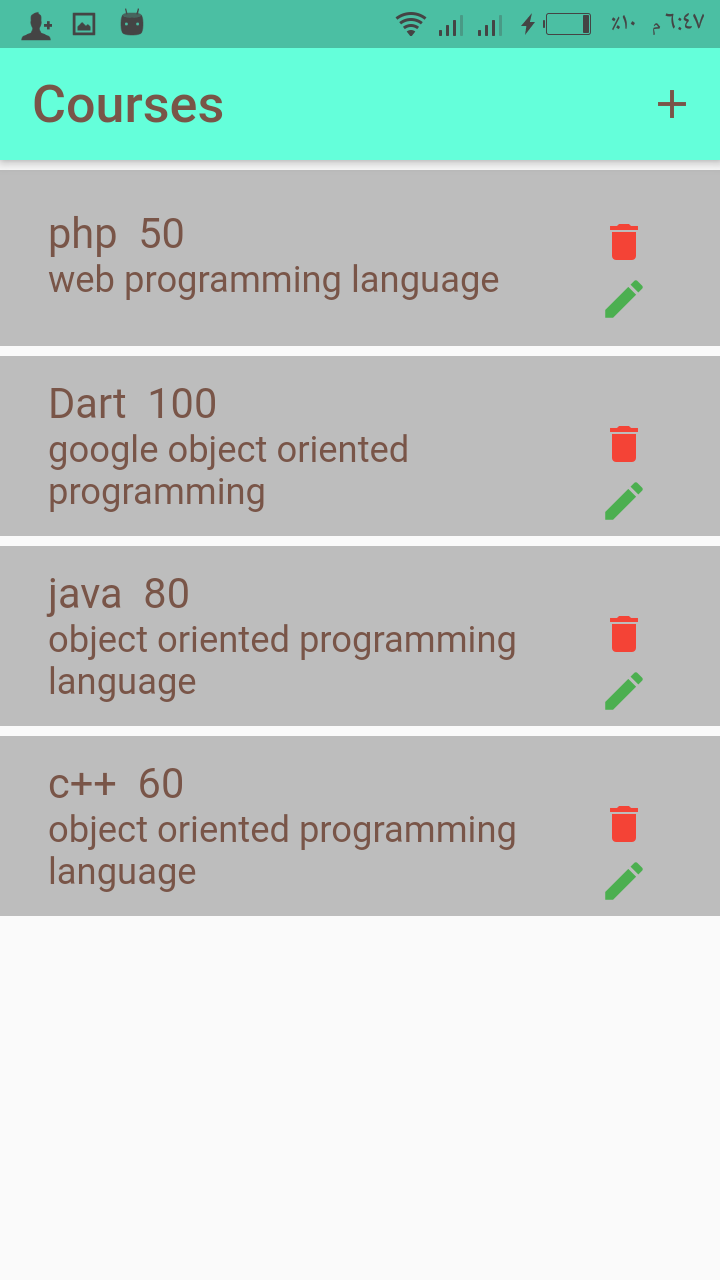 ٪١٠ ٦:٤٧ م
Courses
php 50
web programming language
Dart 100
google object oriented
programming
java 80
object oriented programming
language
c++ 60
object oriented programming
language